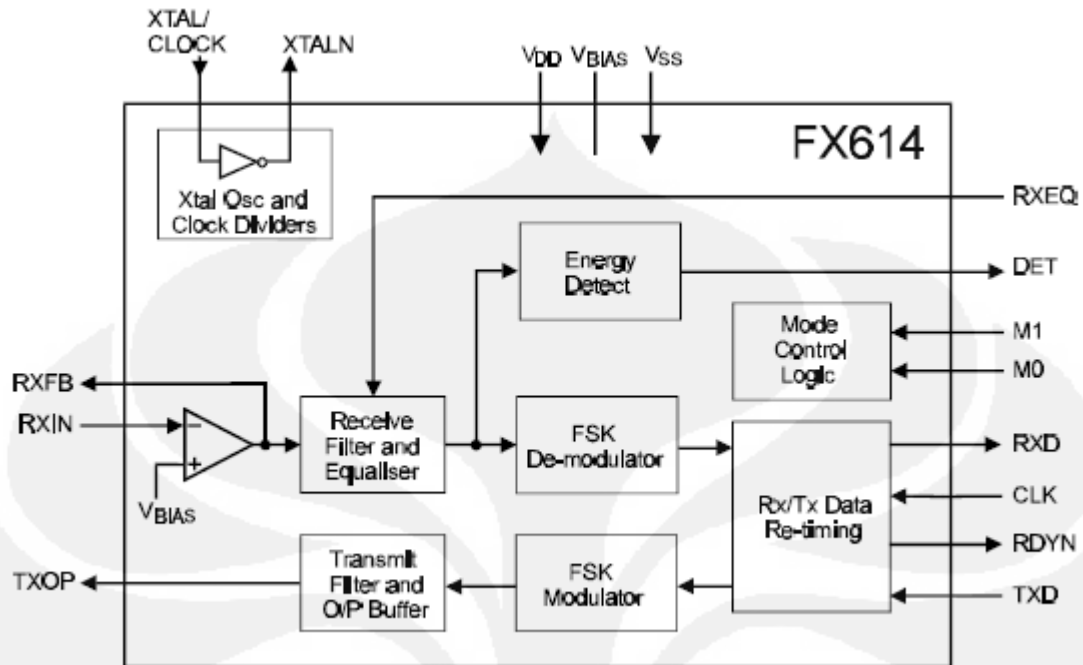 XTAL/
CLOCK
XTALN
VDD
VBIAS
VSS
FX614
Xtal Osc and
Clock Dividers
RXEQ
Energy
Detect
DET
Mode
Control
Logic
M1
M0
RXFB
RXIN
−
+
VBIAS
Receive
Filter and
Equaliser
FSK
De-modulator
Rx/Tx Data
Re-timing
RXD
CLK
RDYN
TXD
TXOP
Transmit
Filter and
O/P Buffer
FSK
Modulator